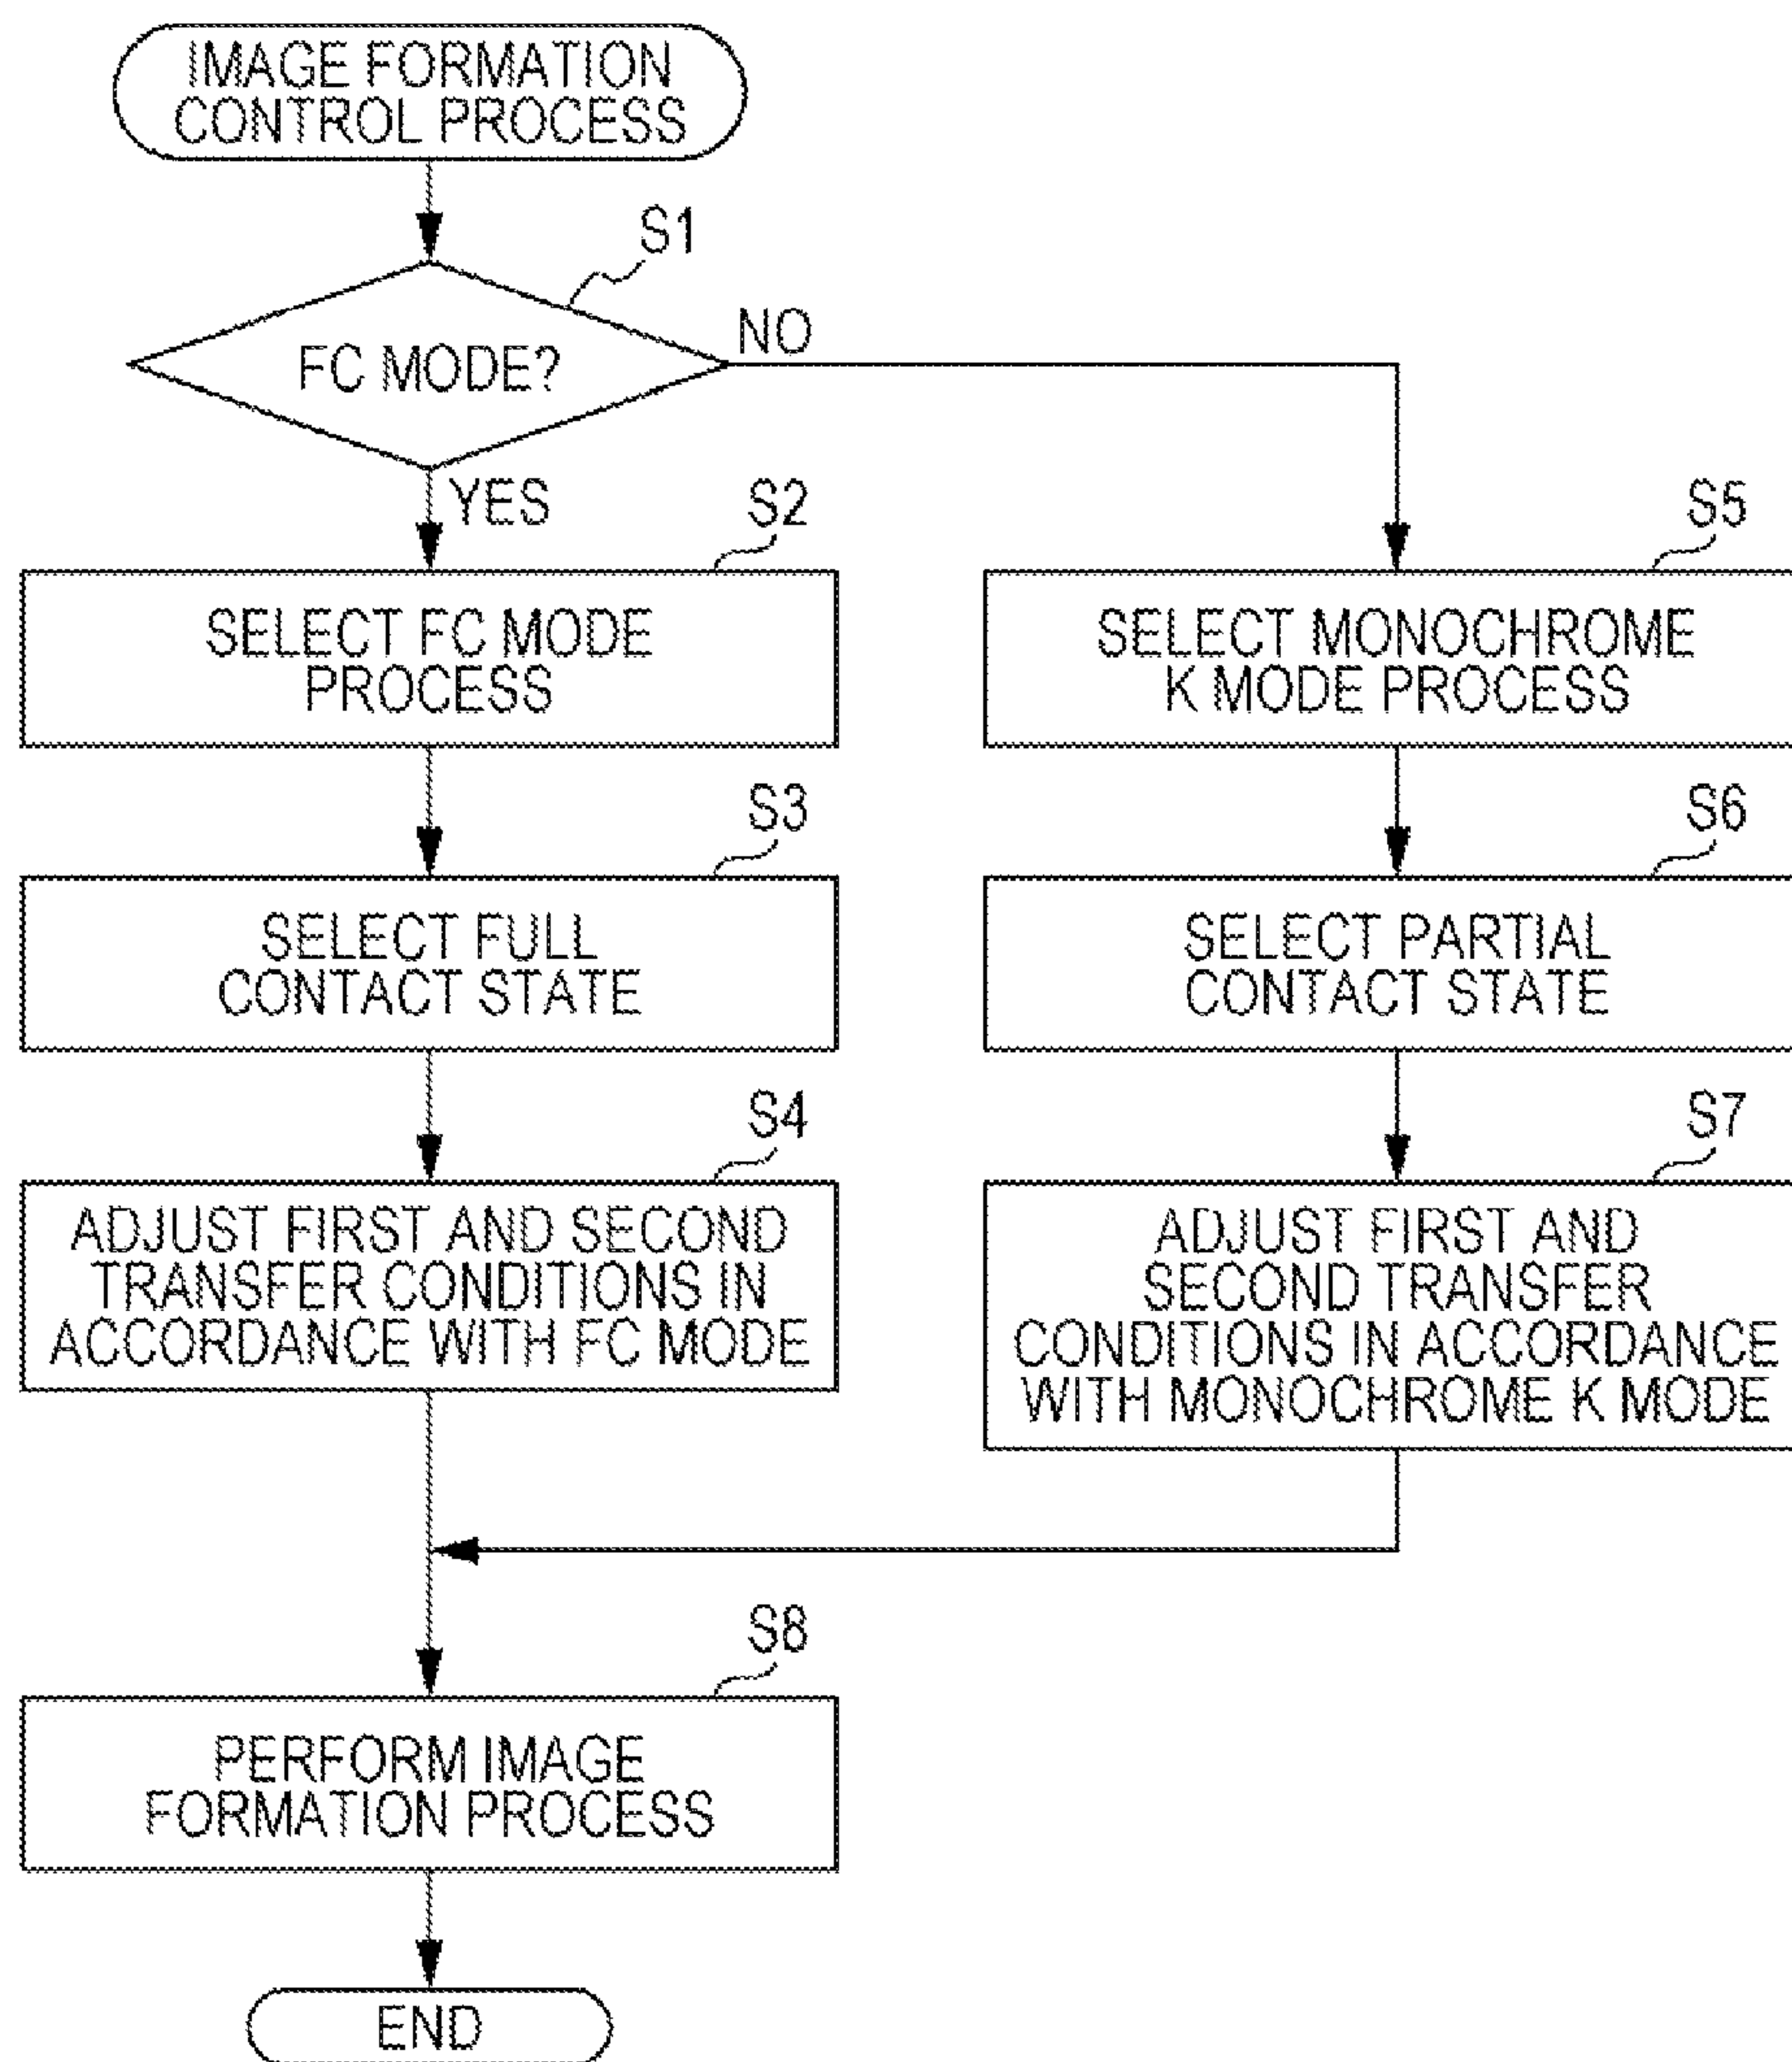 IMAGE FORMATION
CONTROL PROCESS
S1
FC MODE?
NO
YES
S2
SELECT FC MODE
PROCESS
S3
SELECT FULL
CONTACT STATE
S4
ADJUST FIRST AND SECOND
TRANSFER CONDITIONS IN
ACCORDANCE WITH FC MODE
S5
SELECT MONOCHROME
K MODE PROCESS
S6
SELECT PARTIAL
CONTACT STATE
S7
ADJUST FIRST AND
SECOND TRANSFER
CONDITIONS IN ACCORDANCE
WITH MONOCHROME K MODE
S8
PERFORM IMAGE
FORMATION PROCESS
END